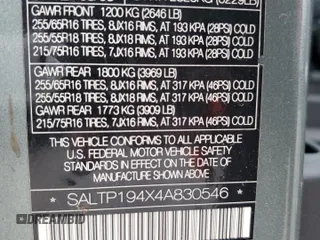 GAWR FRONT 1200 KG (2646 LB)
255/65R16 TIRES, 8JX16 RIMS, AT 193 KPA (28PSI) COLD
255/55R18 TIRES, 8JX18 RIMS, AT 193 KPA (28PSI) COLD
215/75R16 TIRES, 7JX16 RIMS, AT 193 KPA (28PSI) COLD
GAWR REAR 1800 KG (3969 LB)
255/65R16 TIRES, 8JX16 RIMS, AT 317 KPA (46PSI) COLD
255/55R18 TIRES, 8JX18 RIMS, AT 317 KPA (46PSI) COLD
GAWR REAR 1773 KG (3909 LB)
215/75R16 TIRES, 7JX16 RIMS, AT 317 KPA (46PSI) COLD
THIS VEHICLE CONFORMS TO ALL APPLICABLE
U.S. FEDERAL MOTOR VEHICLE SAFETY
STANDARDS IN EFFECT ON THE DATE OF
MANUFACTURE SHOWN ABOVE
SALTP194X4A830546